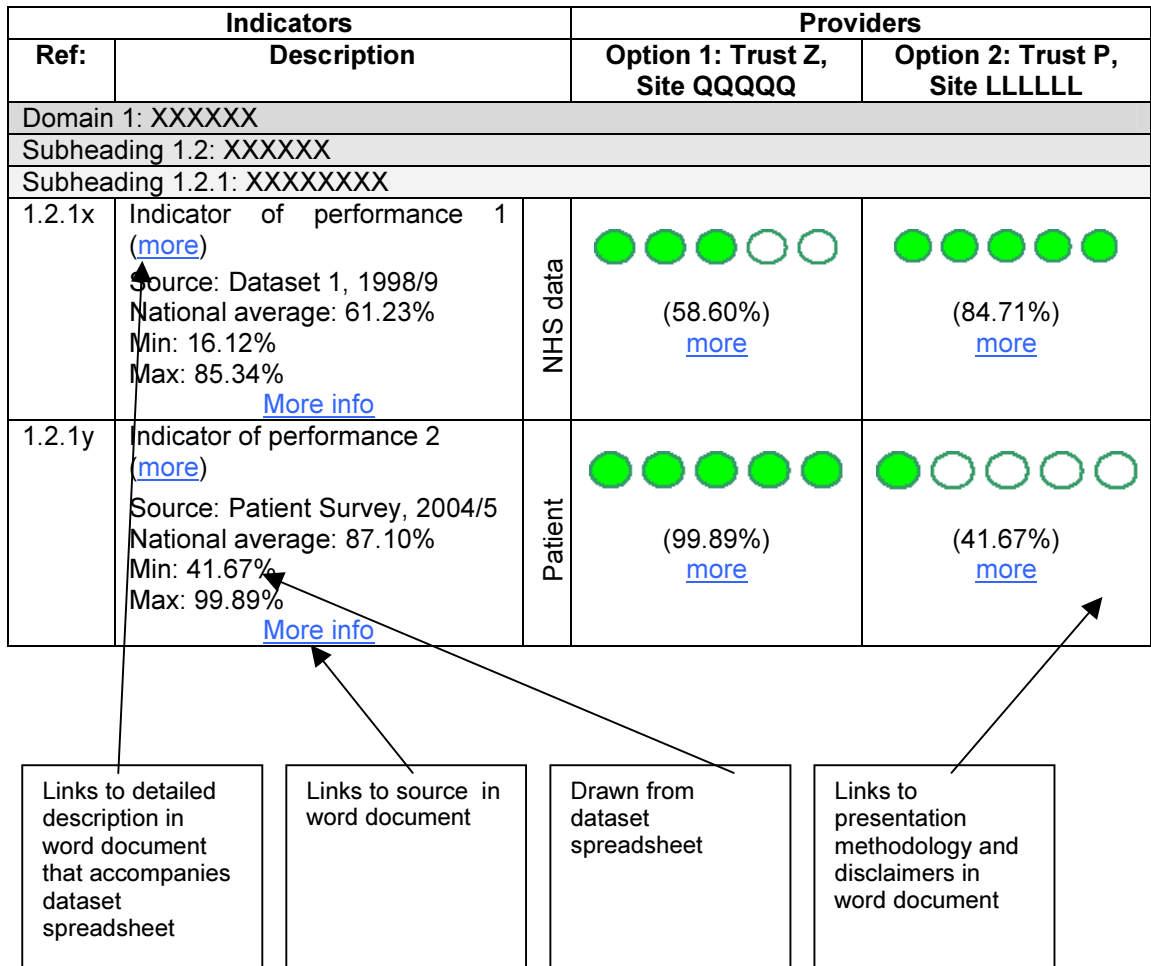 Indicators
Providers
Ref:
Description
Option 1: Trust Z,
Site QQQQQ
Option 2: Trust P,
Site LLLLLL
Domain 1: XXXXXX
Subheading 1.2: XXXXXX
Subheading 1.2.1: XXXXXXXX
1.2.1x
Indicator of performance 1
(more)
Source: Dataset 1, 1998/9
National average: 61.23%
Min: 16.12%
Max: 85.34%
More info
NHS data
(58.60%)
more
(84.71%)
more
1.2.1y
Indicator of performance 2
(more)
Source: Patient Survey, 2004/5
National average: 87.10%
Min: 41.67%
Max: 99.89%
More info
Patient
(99.89%)
more
(41.67%)
more
Links to detailed
description in
word document
that accompanies
dataset
spreadsheet
Links to source in
word document
Drawn from
dataset
spreadsheet
Links to
presentation
methodology and
disclaimers in
word document